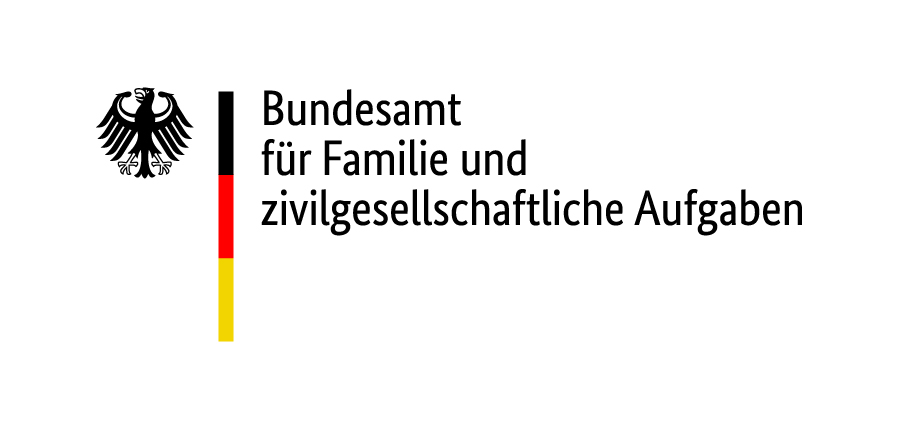 Bundesamt
für Familie und
zivilgesellschaftliche Aufgaben